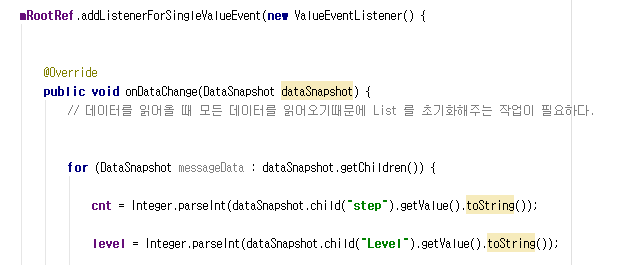 mRootRef.addListenerForSingleValueEvent(new ValueEventListener() {
@Override
public void onDataChange(DataSnapshot dataSnapshot) {
// 데이터를 읽어올 때 모든 데이터를 읽어오기때문에 List 를 초기화해주는 작업이 필요하다.
for (DataSnapshot messageData : dataSnapshot.getChildren()) {
cnt = Integer.parseInt(dataSnapshot.child("step").getValue().toString());
level = Integer.parseInt(dataSnapshot.child("Level").getValue().toString());